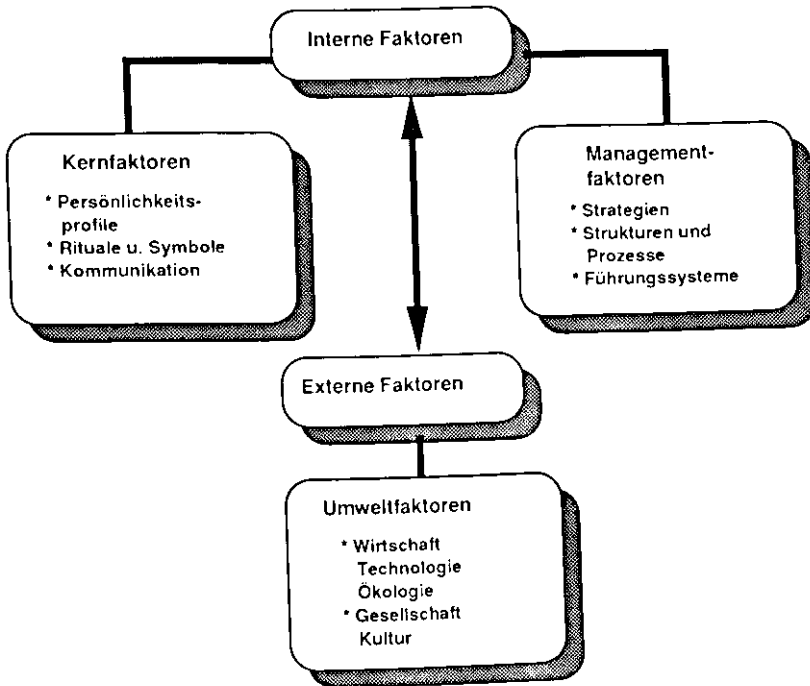 Interne Faktoren
Kernfaktoren
* Persönlichkeits-
profile
* Rituale u. Symbole
* Kommunikation
Management-
faktoren
* Strategien
* Strukturen und
Prozesse
* Führungssysteme
Externe Faktoren
Umweltfaktoren
* Wirtschaft
Technologie
Ökologie
* Gesellschaft
Kultur